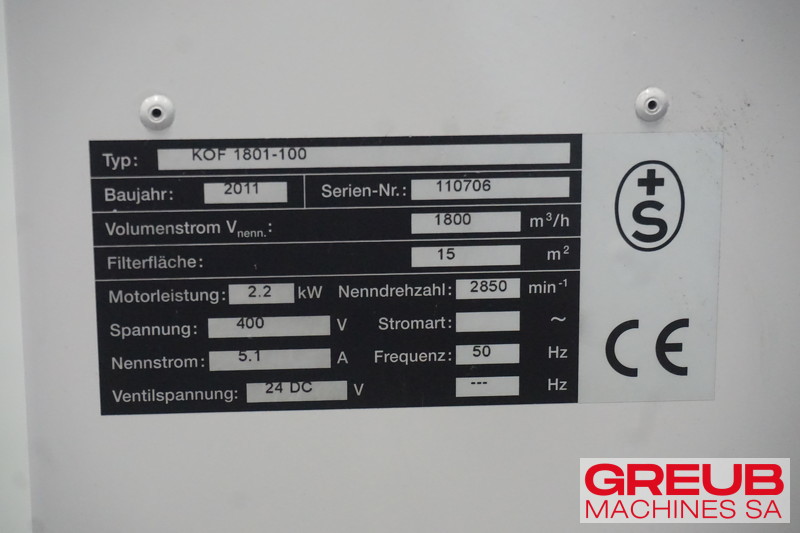 Typ: KOF 1801-100
Baujahr: 2011 Serien-Nr.: 110706
Volumenstrom Vnenn.: 1800 m³/h
Filterfläche: 15 m²
Motorleistung: 2.2 kW Nenndrehzahl: 2850 min⁻¹
Spannung: 400 V Stromart: ~
Nennstrom: 5.1 A Frequenz: 50 Hz
Ventilspannung: 24 DC V --- Hz
+S
CE
GREUB
MACHINES SA